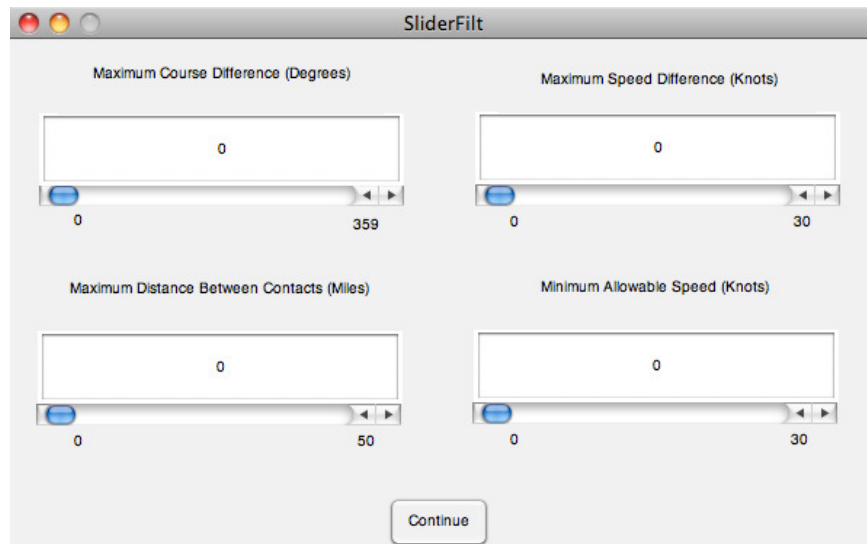 SliderFilt
Maximum Course Difference (Degrees)
0
0 359
Maximum Speed Difference (Knots)
0
0 30
Maximum Distance Between Contacts (Miles)
0
0 50
Minimum Allowable Speed (Knots)
0
0 30
Continue